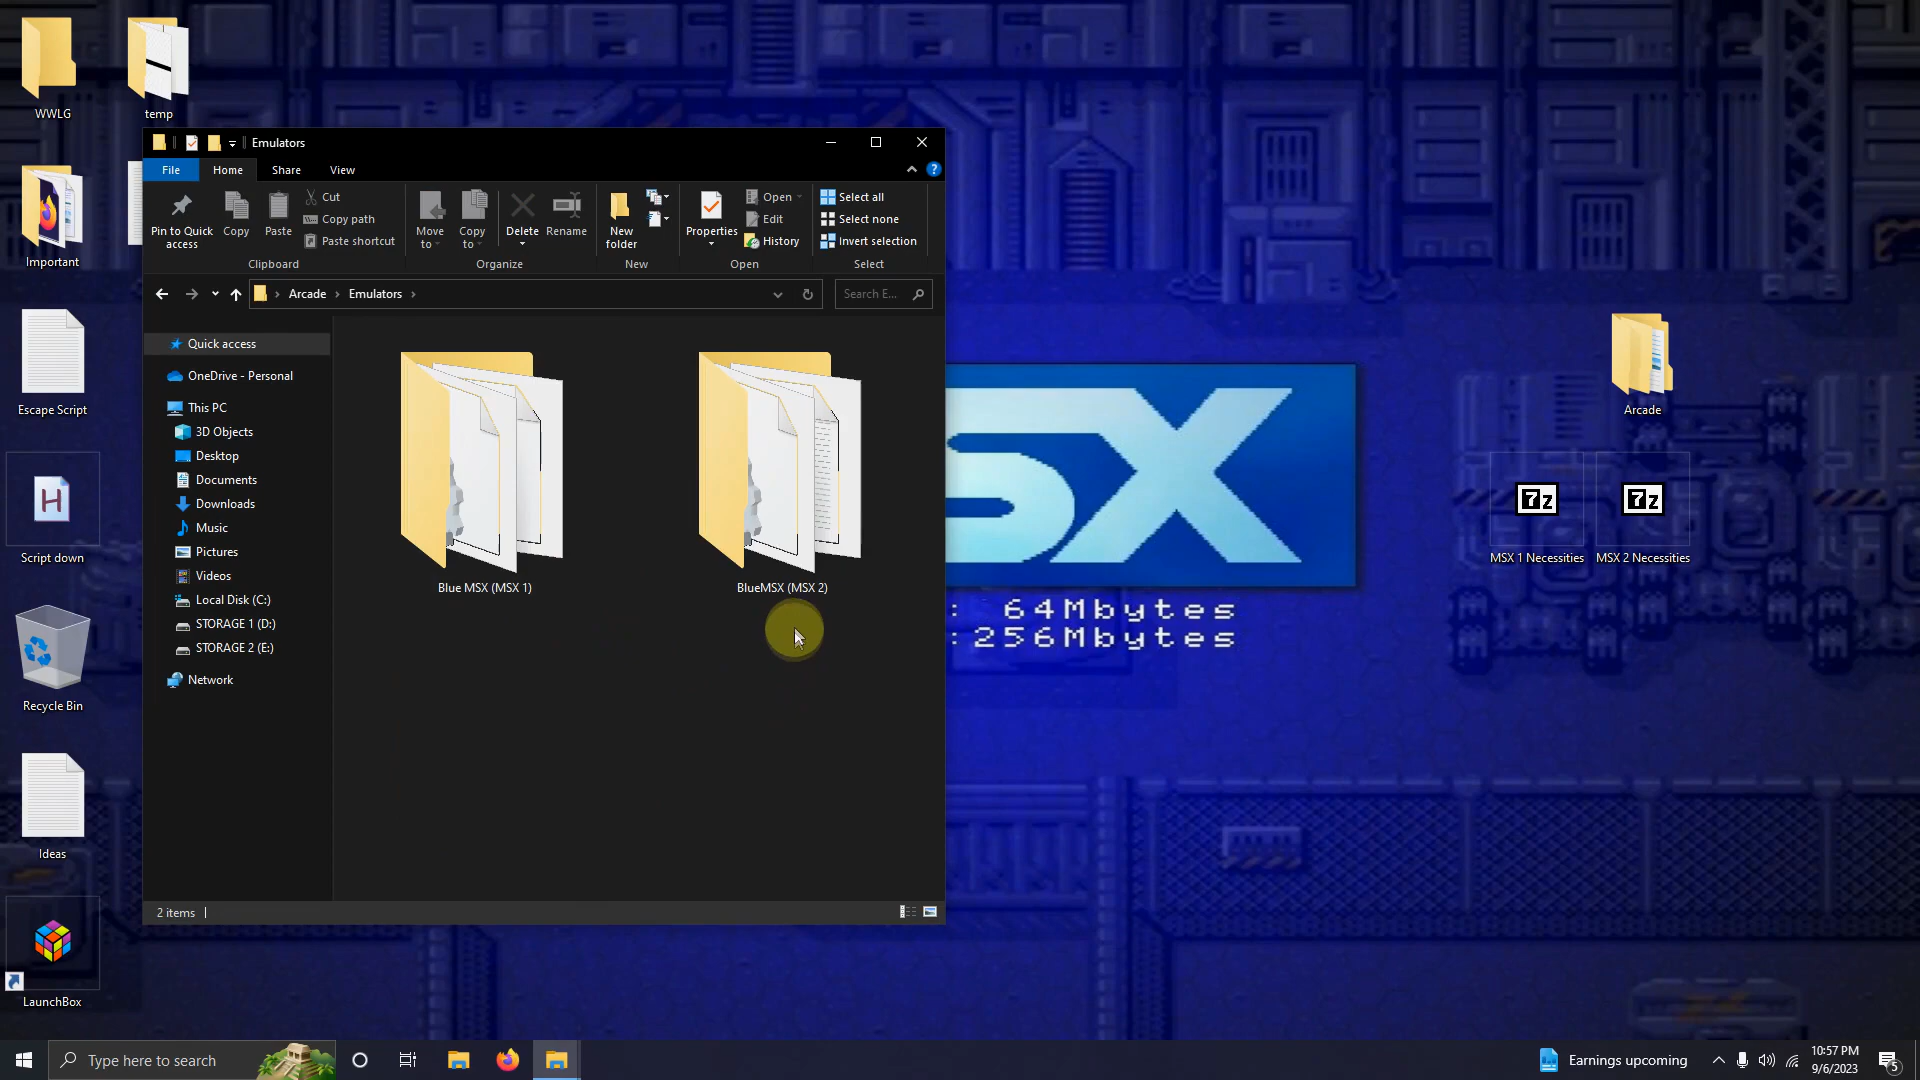 WWLG
temp
Important
Escape Script
H
Script down
Recycle Bin
Ideas
LaunchBox
Emulators
File
Home
Share
View
Pin to Quick access
Copy
Paste
Cut
Copy path
Paste shortcut
Clipboard
Move to
Copy to
Delete
Rename
Organize
New folder
New
Properties
Open
Edit
History
Open
Select all
Select none
Invert selection
Select
Arcade
Emulators
Search E...
Quick access
OneDrive - Personal
This PC
3D Objects
Desktop
Documents
Downloads
Music
Pictures
Videos
Local Disk (C:)
STORAGE 1 (D:)
STORAGE 2 (E:)
Network
Blue MSX (MSX 1)
BlueMSX (MSX 2)
2 items
SX
: 64Mbytes
:256Mbytes
Arcade
7z
7z
MSX 1 Necessities
MSX 2 Necessities
Type here to search
Earnings upcoming
10:57 PM
9/6/2023
5